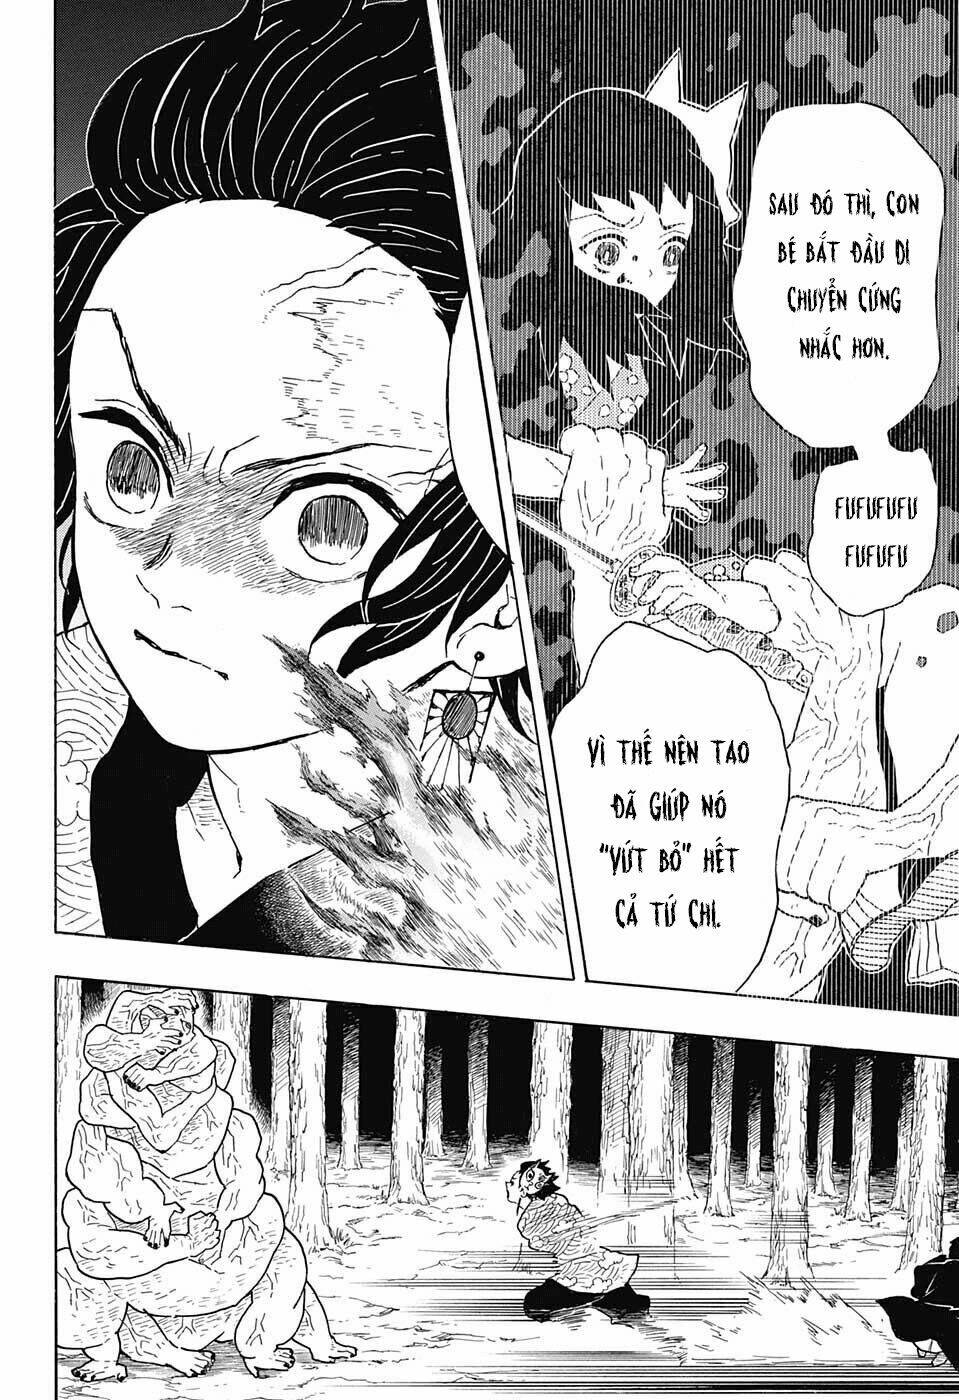 SAU ĐÓ THÌ, CON
BÉ BẮT ĐẦU DI
CHUYỂN CỨNG
NHẮC HƠN.
FUFUFUFU
FUFUFU
VÌ THẾ NÊN TAO
ĐÃ GIÚP NÓ
"VỨT BỎ" HẾT
CẢ TỨ CHI.